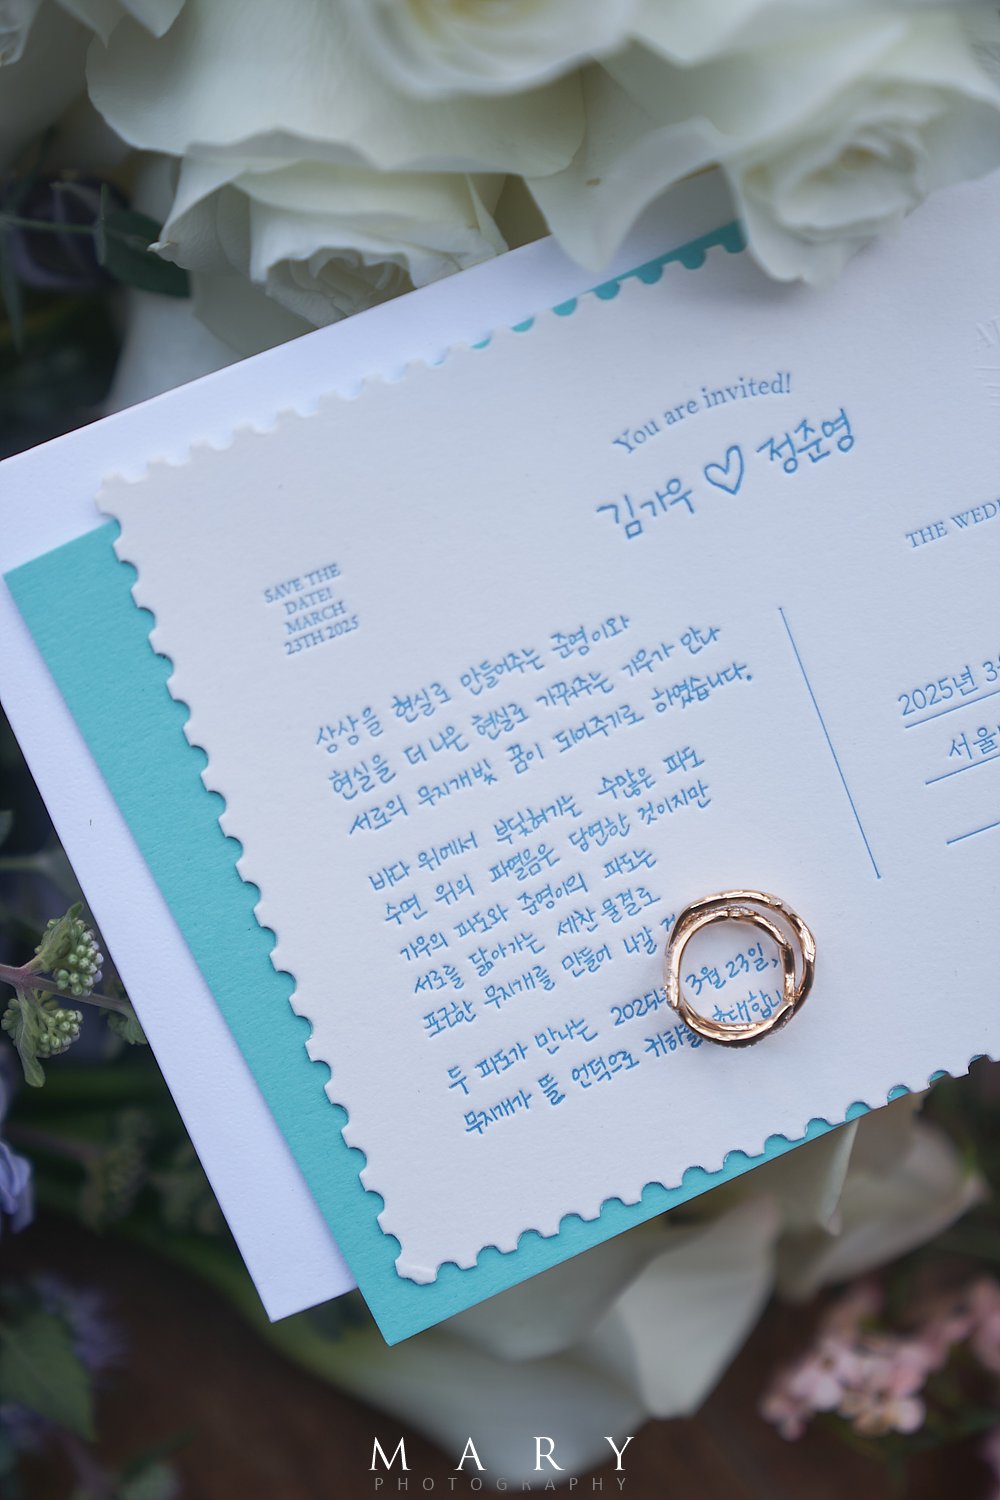 You are invited!
김가우 ♡ 정준영
SAVE THE
DATE!
MARCH
23TH 2025
상상을 현실로 만들어주는 준영이와
현실을 더 나은 현실로 가꿔주는 가우가 만나
서로의 무지개빛 꿈이 되어주기로 하였습니다.
바다 위에서 부딪혀가는 수많은 파도
수면 위의 파열음은 당연한 것이지만
가우의 파도와 준영이의 파도는
서로를 닮아가는 세찬 물결로
포근한 무지개를 만들어 나갈
두 파도가 만나는 2025년 3월 23일,
무지개가 뜰 언덕으로 귀하를 초대합니
THE WED
2025년 3
서울
MARY
PHOTOGRAPHY